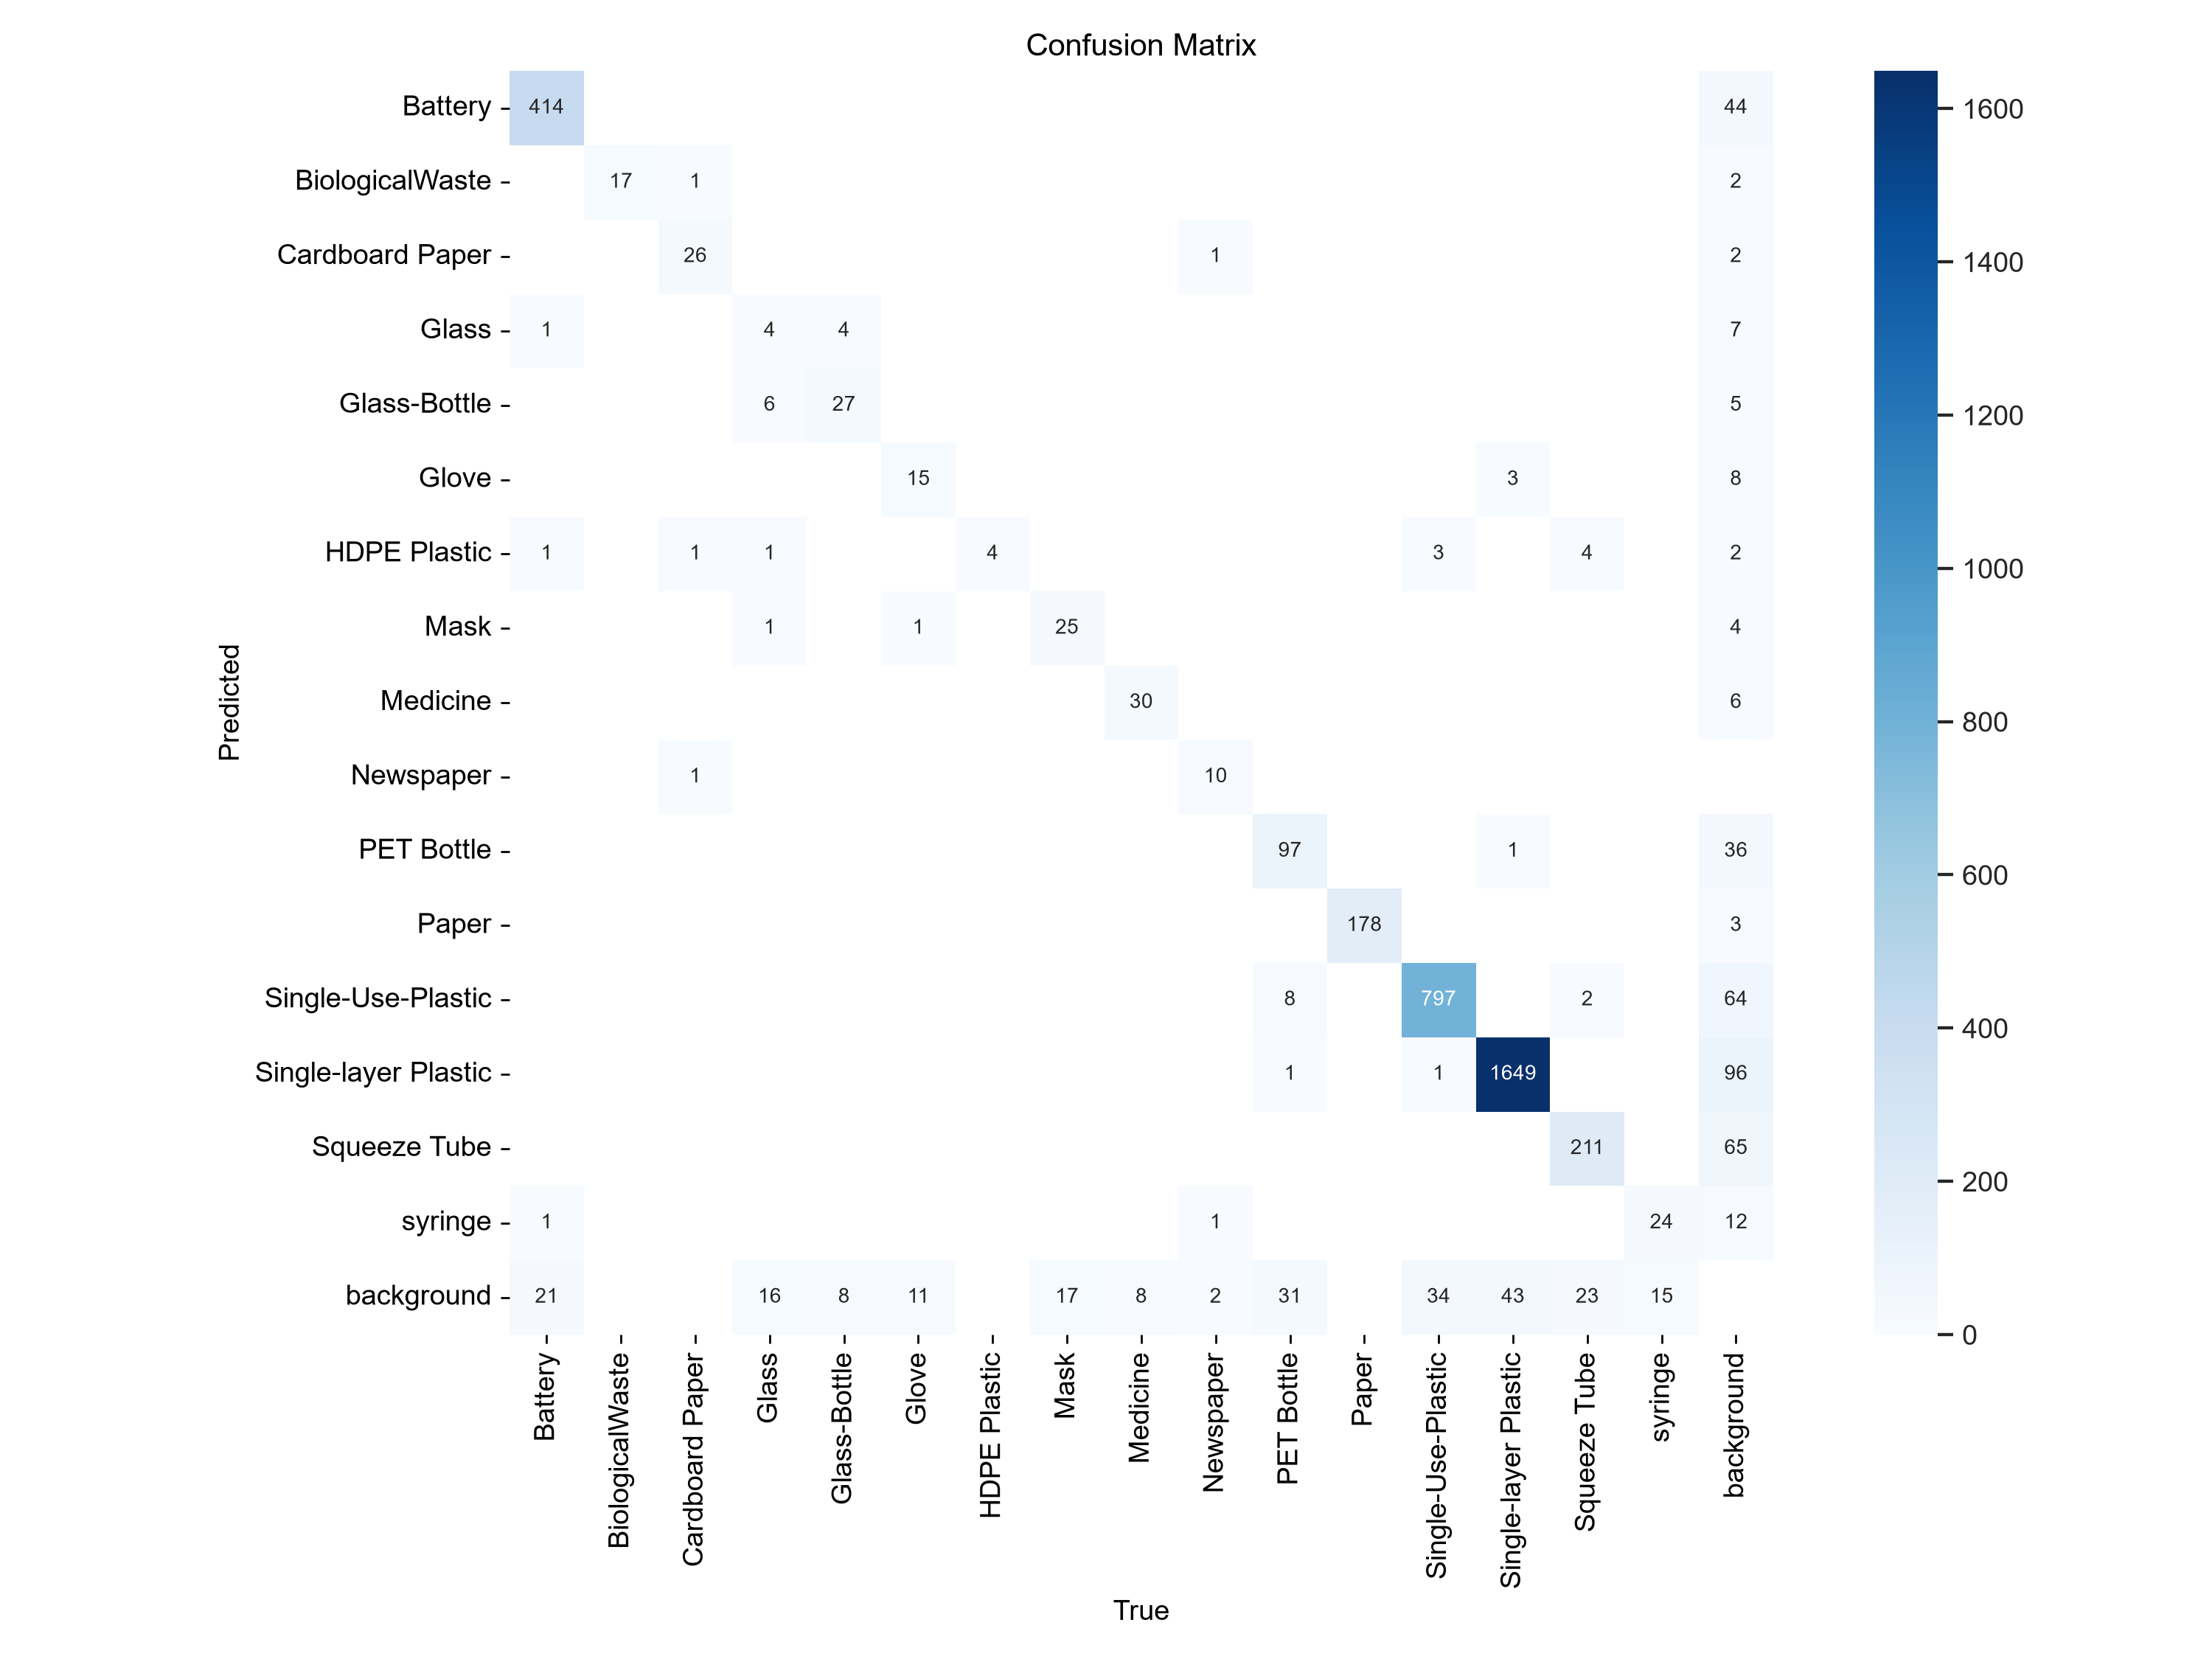 Confusion Matrix
Battery 414 44
BiologicalWaste 17 1 2
Cardboard Paper 26 1 2
Glass 1 4 4 7
Glass-Bottle 6 27 5
Glove 15 3 8
HDPE Plastic 1 1 1 4 3 4 2
Mask 1 1 25 4
Medicine 30 6
Newspaper 1 10
PET Bottle 97 1 36
Paper 178 3
Single-Use-Plastic 8 797 2 64
Single-layer Plastic 1 1 1649 96
Squeeze Tube 211 65
syringe 1 1 24 12
background 21 16 8 11 17 8 2 31 34 43 23 15
Predicted
Battery
BiologicalWaste
Cardboard Paper
Glass
Glass-Bottle
Glove
HDPE Plastic
Mask
Medicine
Newspaper
PET Bottle
Paper
Single-Use-Plastic
Single-layer Plastic
Squeeze Tube
syringe
background
True
1600
1400
1200
1000
800
600
400
200
0